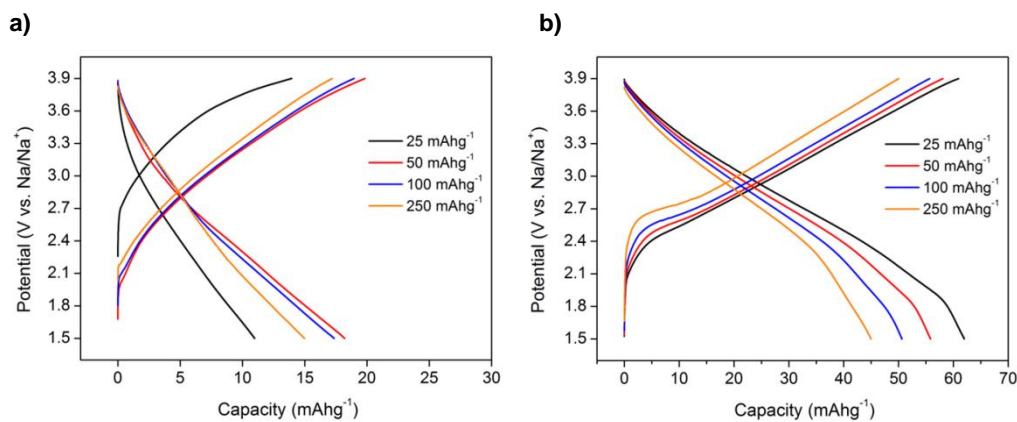 a)
b)
3.9
3.6
3.3
3.0
2.7
2.4
2.1
1.8
1.5
Potential (V vs. Na/Na⁺)
25 mAhg⁻¹
50 mAhg⁻¹
100 mAhg⁻¹
250 mAhg⁻¹
0 5 10 15 20 25 30
Capacity (mAhg⁻¹)
3.9
3.6
3.3
3.0
2.7
2.4
2.1
1.8
1.5
Potential (V vs. Na/Na⁺)
25 mAhg⁻¹
50 mAhg⁻¹
100 mAhg⁻¹
250 mAhg⁻¹
0 10 20 30 40 50 60 70
Capacity (mAhg⁻¹)